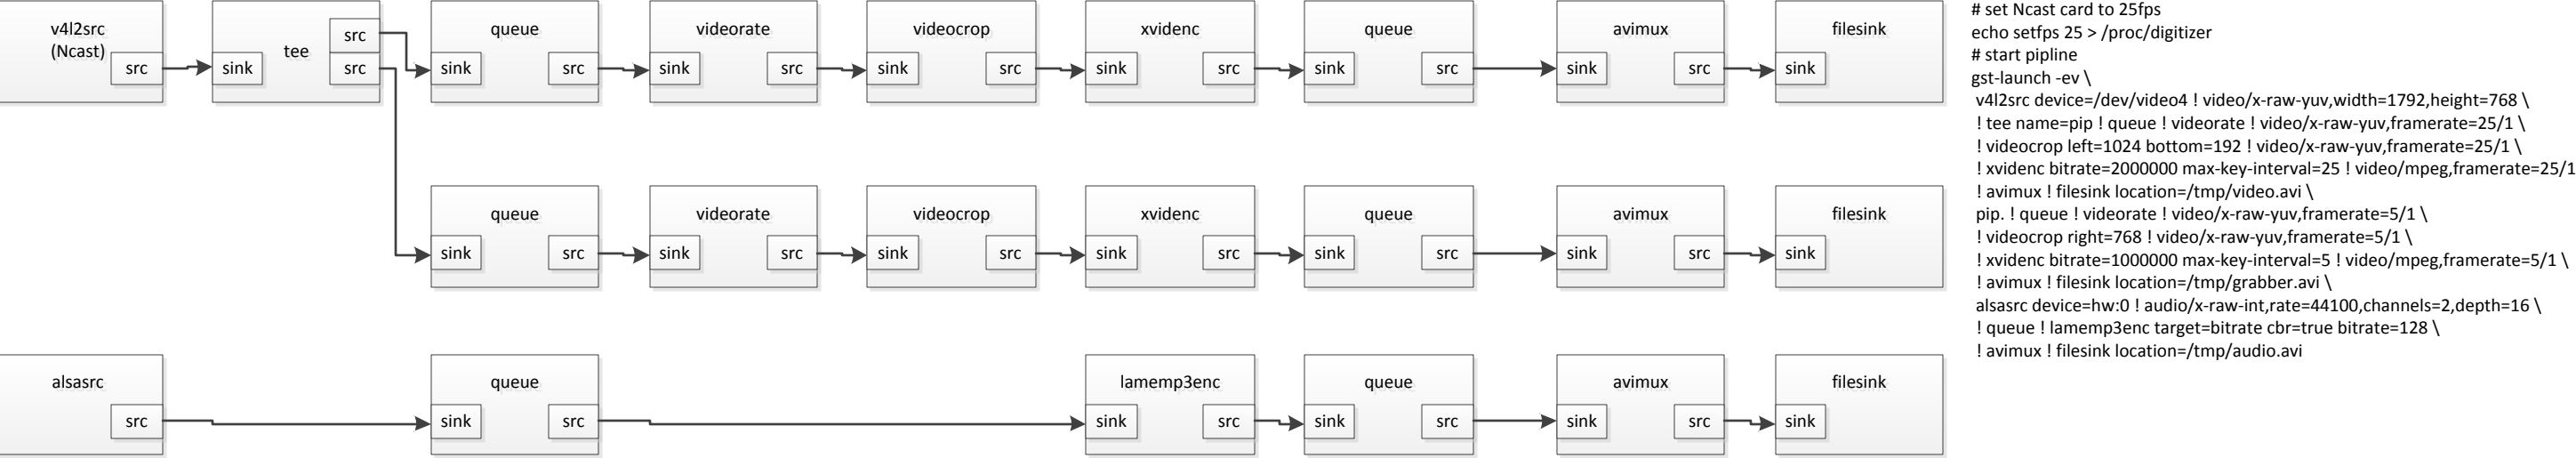 v4l2src
(Ncast)
src
sink
tee
src
src
queue
sink
src
videorate
sink
src
videocrop
sink
src
xvidenc
sink
src
queue
sink
src
avimux
sink
src
filesink
sink
queue
sink
src
videorate
sink
src
videocrop
sink
src
xvidenc
sink
src
queue
sink
src
avimux
sink
src
filesink
sink
alsasrc
src
queue
sink
src
lamemp3enc
sink
src
queue
sink
src
avimux
sink
src
filesink
sink
# set Ncast card to 25fps
echo setfps 25 > /proc/digitizer
# start pipline
gst-launch -ev \
v4l2src device=/dev/video4 ! video/x-raw-yuv,width=1792,height=768 \
! tee name=pip ! queue ! videorate ! video/x-raw-yuv,framerate=25/1 \
! videocrop left=1024 bottom=192 ! video/x-raw-yuv,framerate=25/1 \
! xvidenc bitrate=2000000 max-key-interval=25 ! video/mpeg,framerate=25/1
! avimux ! filesink location=/tmp/video.avi \
pip. ! queue ! videorate ! video/x-raw-yuv,framerate=5/1 \
! videocrop right=768 ! video/x-raw-yuv,framerate=5/1 \
! xvidenc bitrate=1000000 max-key-interval=5 ! video/mpeg,framerate=5/1 \
! avimux ! filesink location=/tmp/grabber.avi \
alsasrc device=hw:0 ! audio/x-raw-int,rate=44100,channels=2,depth=16 \
! queue ! lamemp3enc target=bitrate cbr=true bitrate=128 \
! avimux ! filesink location=/tmp/audio.avi